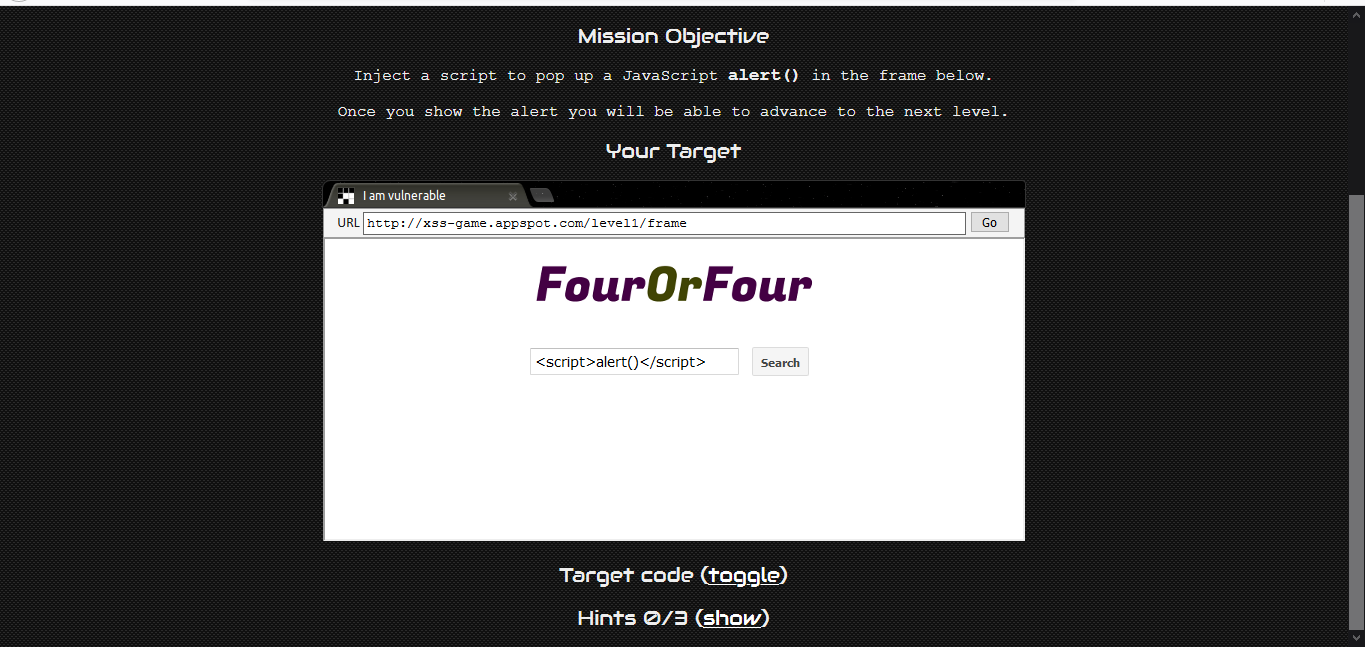 Mission Objective
Inject a script to pop up a JavaScript alert() in the frame below.
Once you show the alert you will be able to advance to the next level.
Your Target
I am vulnerable
URL http://xss-game.appspot.com/level1/frame Go
FourOrFour
<script>alert()</script> Search
Target code (toggle)
Hints 0/3 (show)